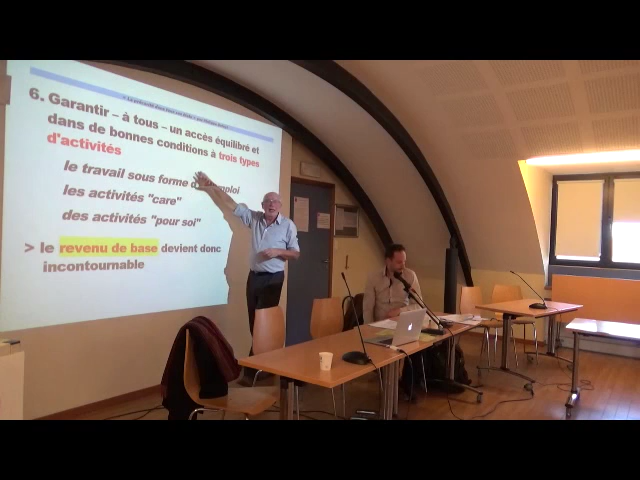 6. Garantir – à tous – un accès équilibré et
dans de bonnes conditions à trois types
d'activités
le travail sous forme d'emploi
les activités "care"
des activités "pour soi"
> le revenu de base devient donc
incontournable